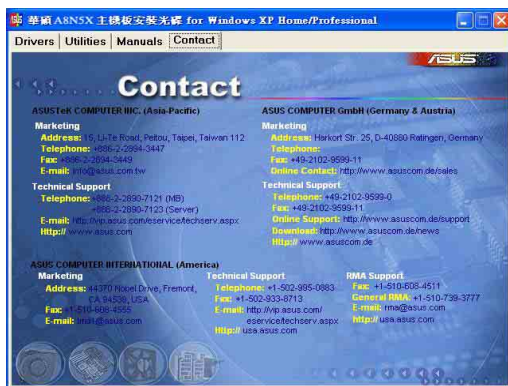 華碩 A8N5X 主機板安裝光碟 for Windows XP Home/Professional
Drivers Utilities Manuals Contact
ASUS
Contact
ASUSTeK COMPUTER INC. (Asia-Pacific)
Marketing
Address: 15, Li-Te Road, Peitou, Taipei, Taiwan 112
Telephone: +886-2-2894-3447
Fax: +886-2-2894-3449
E-mail: info@asus.com.tw
Technical Support
Telephone: +886-2-2890-7121 (MB)
+886-2-2890-7123 (Server)
E-mail: http://vip.asus.com/eservice/techserv.aspx
Http:// www.asus.com
ASUS COMPUTER GmbH (Germany & Austria)
Marketing
Address: Harkort Str. 25, D-40880 Ratingen, Germany
Telephone:
Fax: +49-2102-9599-11
Online Contact: http://www.asuscom.de/sales
Technical Support
Telephone: +49-2102-9599-0
Fax: +49-2102-9599-11
Online Support: http://www.asuscom.de/support
Download: http://www.asuscom.de/news
Http:// www.asuscom.de
ASUS COMPUTER INTERNATIONAL (America)
Marketing
Address: 44370 Nobel Drive, Fremont,
CA 94538, USA
Fax: +1-510-608-4555
E-mail: tmd1@asus.com
Technical Support
Telephone: +1-502-995-0883
Fax: +1-502-933-8713
E-mail: http://vip.asus.com/
eservice/techserv.aspx
Http:// usa.asus.com
RMA Support
Fax: +1-510-608-4511
General RMA: +1-510-739-3777
E-mail: rma@asus.com
http:// usa.asus.com